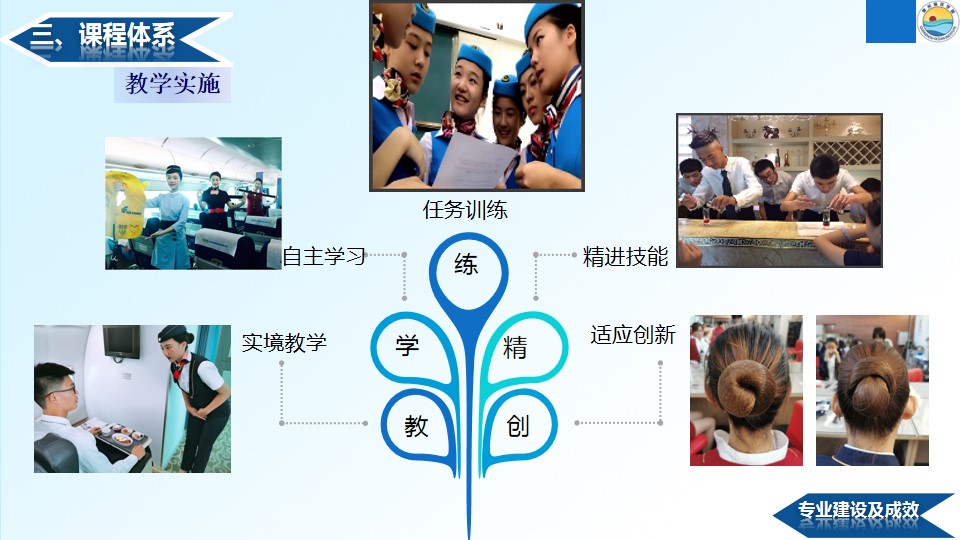 三、课程体系
教学实施
任务训练
自主学习
练
精进技能
实境教学
学
精
适应创新
教
创
专业建设及成效